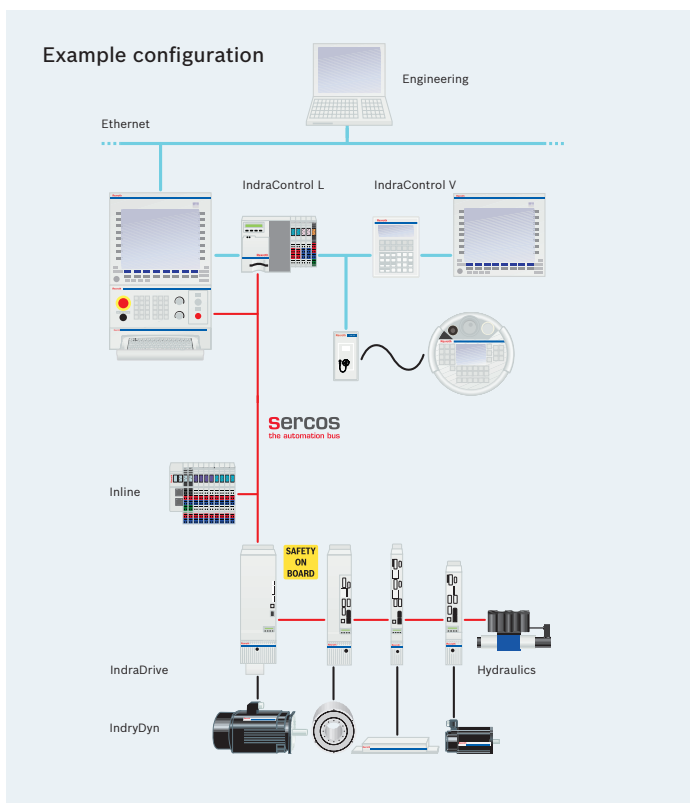 Example configuration
Engineering
Ethernet
IndraControl L
IndraControl V
sercos
the automation bus
Inline
SAFETY
ON
BOARD
IndraDrive
Hydraulics
IndryDyn